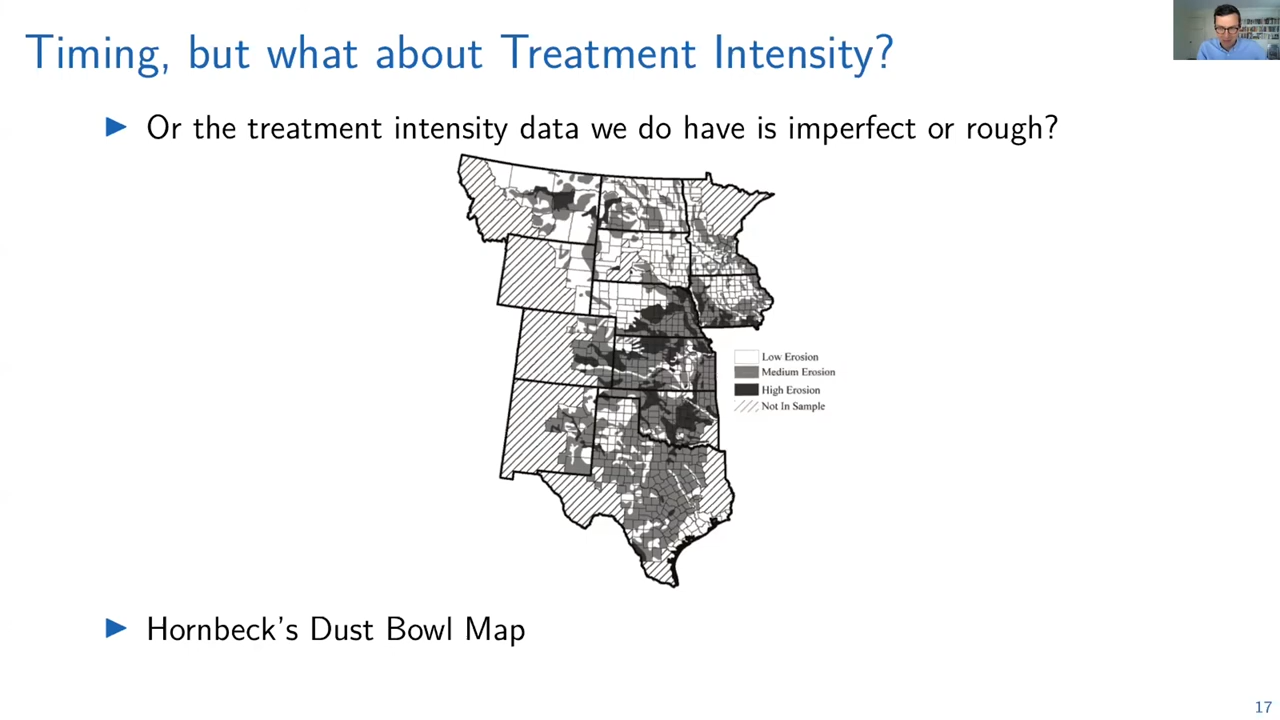 Timing, but what about Treatment Intensity?
▶ Or the treatment intensity data we do have is imperfect or rough?
Low Erosion
Medium Erosion
High Erosion
Not In Sample
▶ Hornbeck's Dust Bowl Map
17